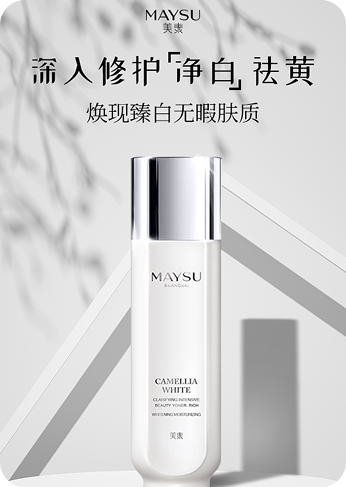 MAYSU
美素
深入修护「净白」祛黄
焕现臻白无暇肤质
MAYSU
SHANGHAI
CAMELLIA
WHITE
CLARIFYING INTENSIVE
BEAUTY TONER-RICH
WHITENING MOISTURIZING
美素